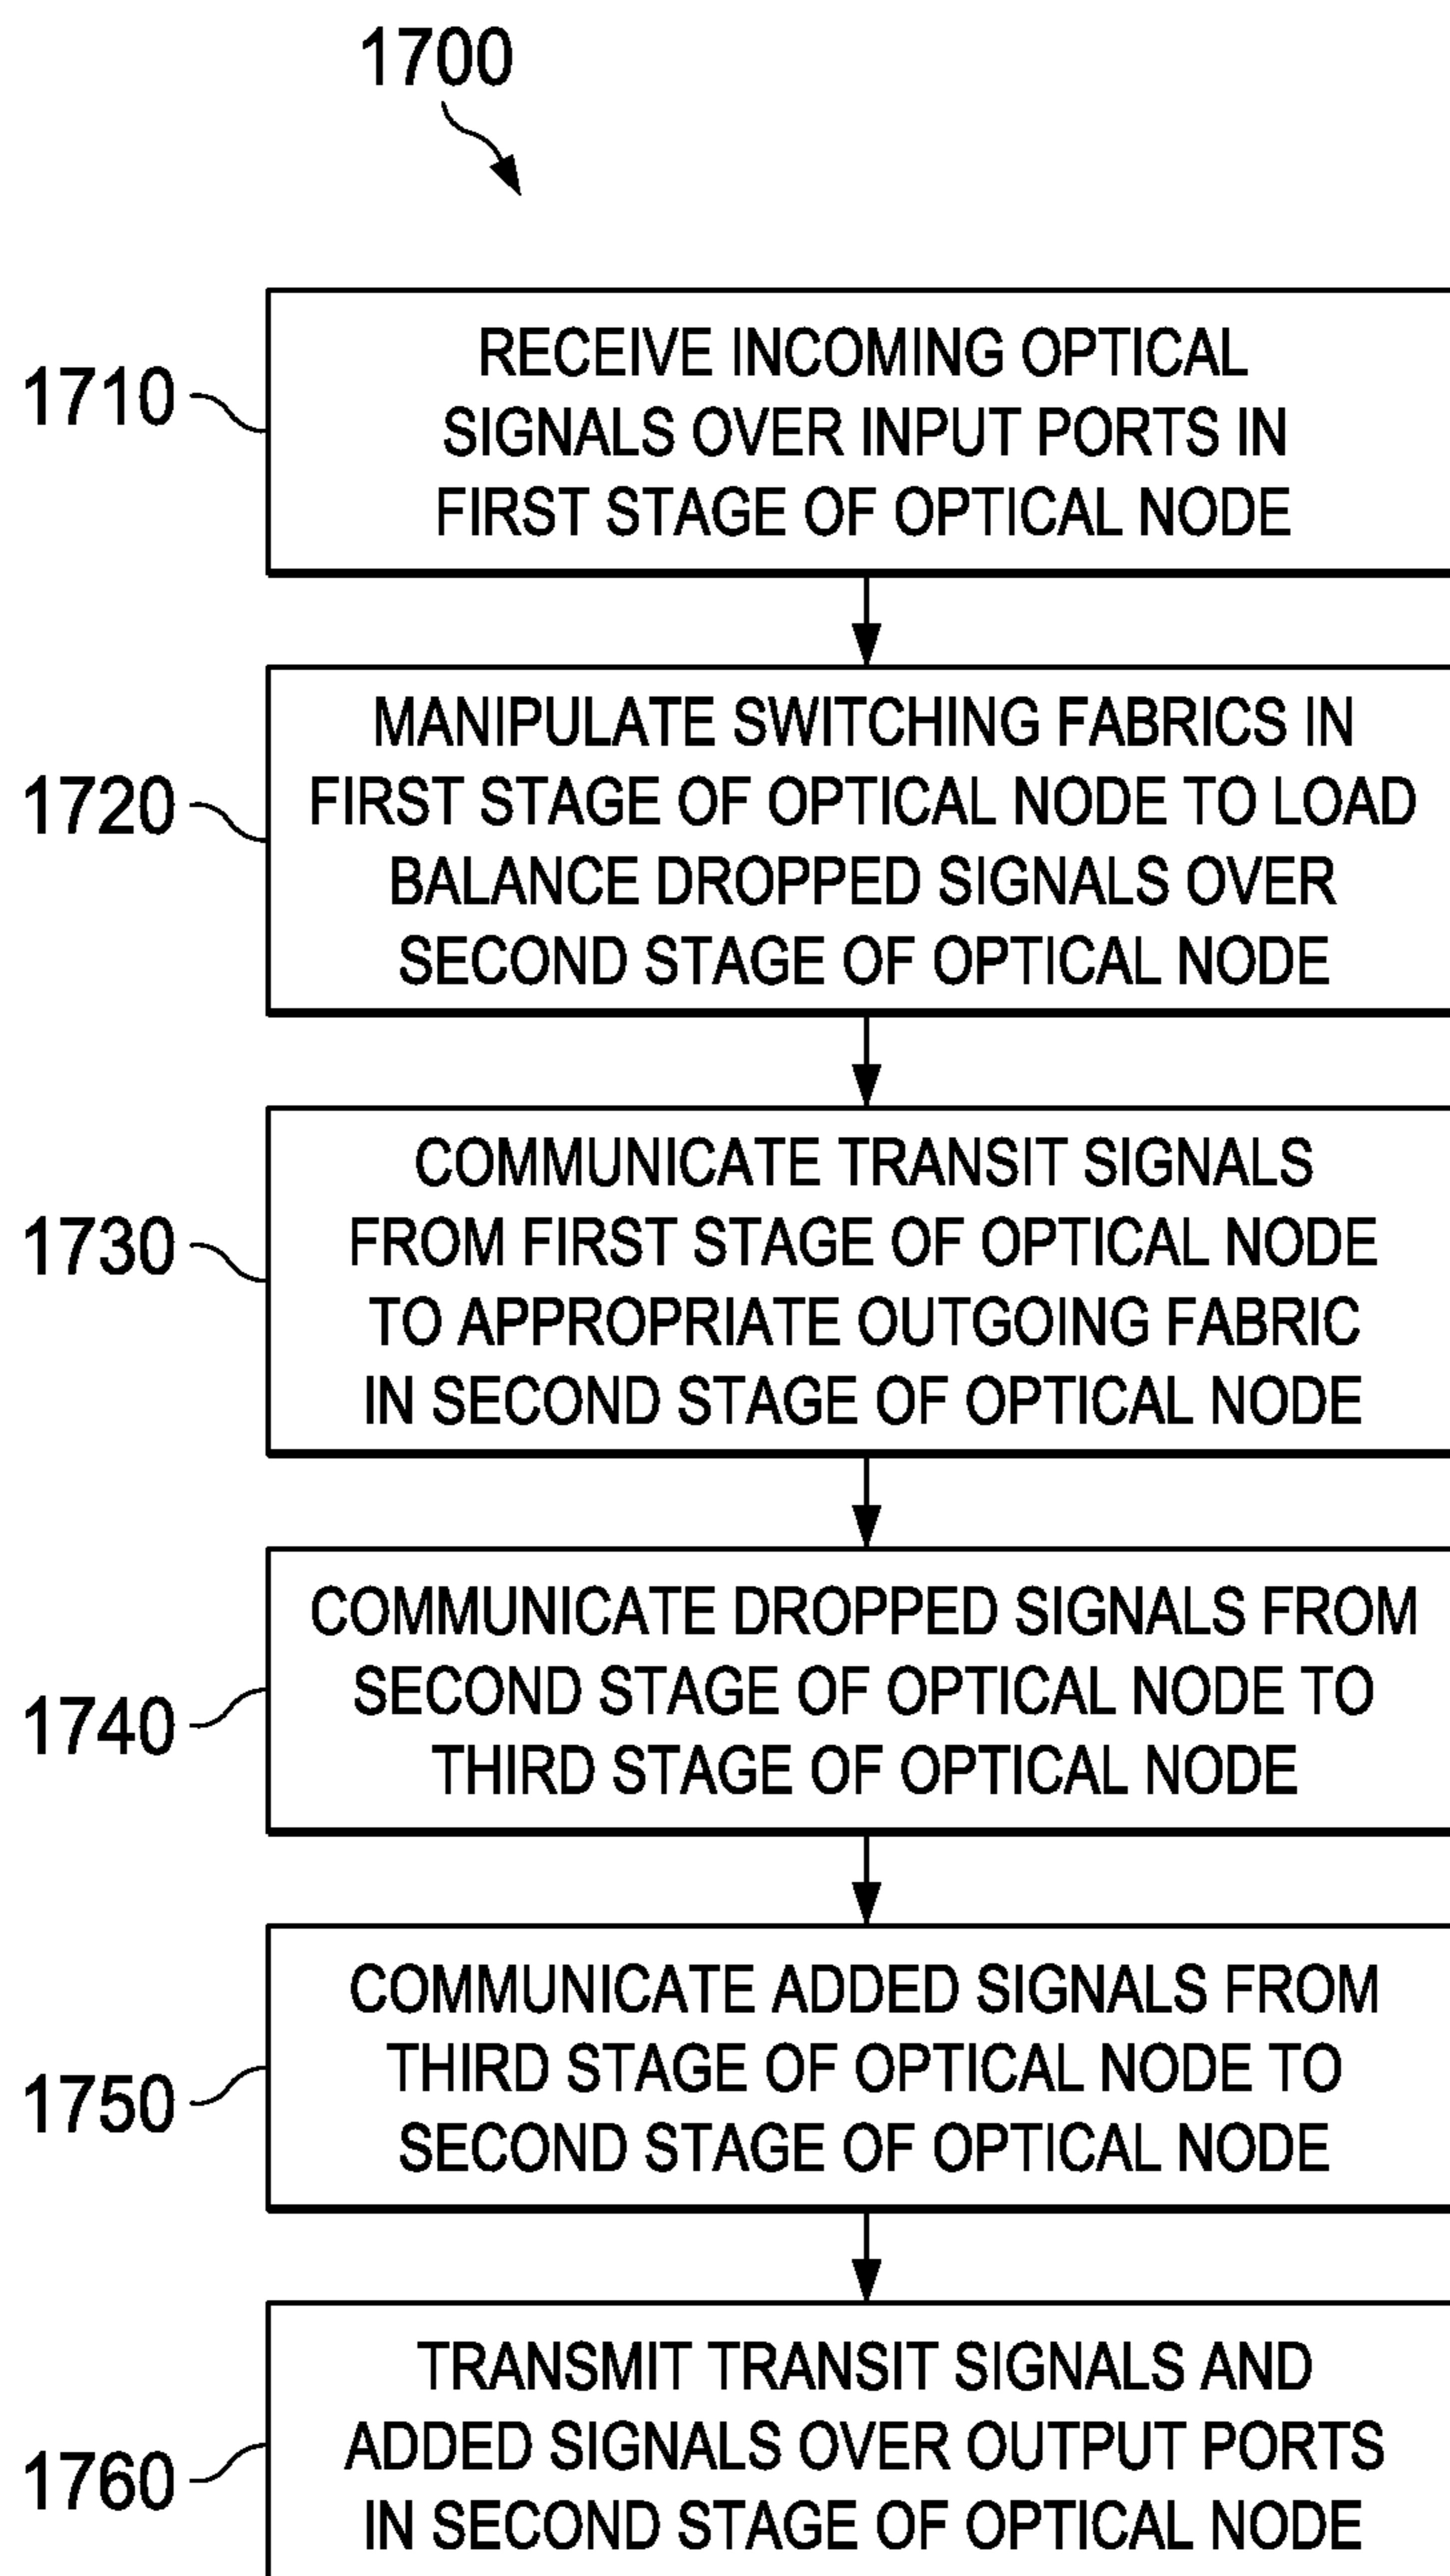 1700
1710
RECEIVE INCOMING OPTICAL
SIGNALS OVER INPUT PORTS IN
FIRST STAGE OF OPTICAL NODE
1720
MANIPULATE SWITCHING FABRICS IN
FIRST STAGE OF OPTICAL NODE TO LOAD
BALANCE DROPPED SIGNALS OVER
SECOND STAGE OF OPTICAL NODE
1730
COMMUNICATE TRANSIT SIGNALS
FROM FIRST STAGE OF OPTICAL NODE
TO APPROPRIATE OUTGOING FABRIC
IN SECOND STAGE OF OPTICAL NODE
1740
COMMUNICATE DROPPED SIGNALS FROM
SECOND STAGE OF OPTICAL NODE TO
THIRD STAGE OF OPTICAL NODE
1750
COMMUNICATE ADDED SIGNALS FROM
THIRD STAGE OF OPTICAL NODE TO
SECOND STAGE OF OPTICAL NODE
1760
TRANSMIT TRANSIT SIGNALS AND
ADDED SIGNALS OVER OUTPUT PORTS
IN SECOND STAGE OF OPTICAL NODE